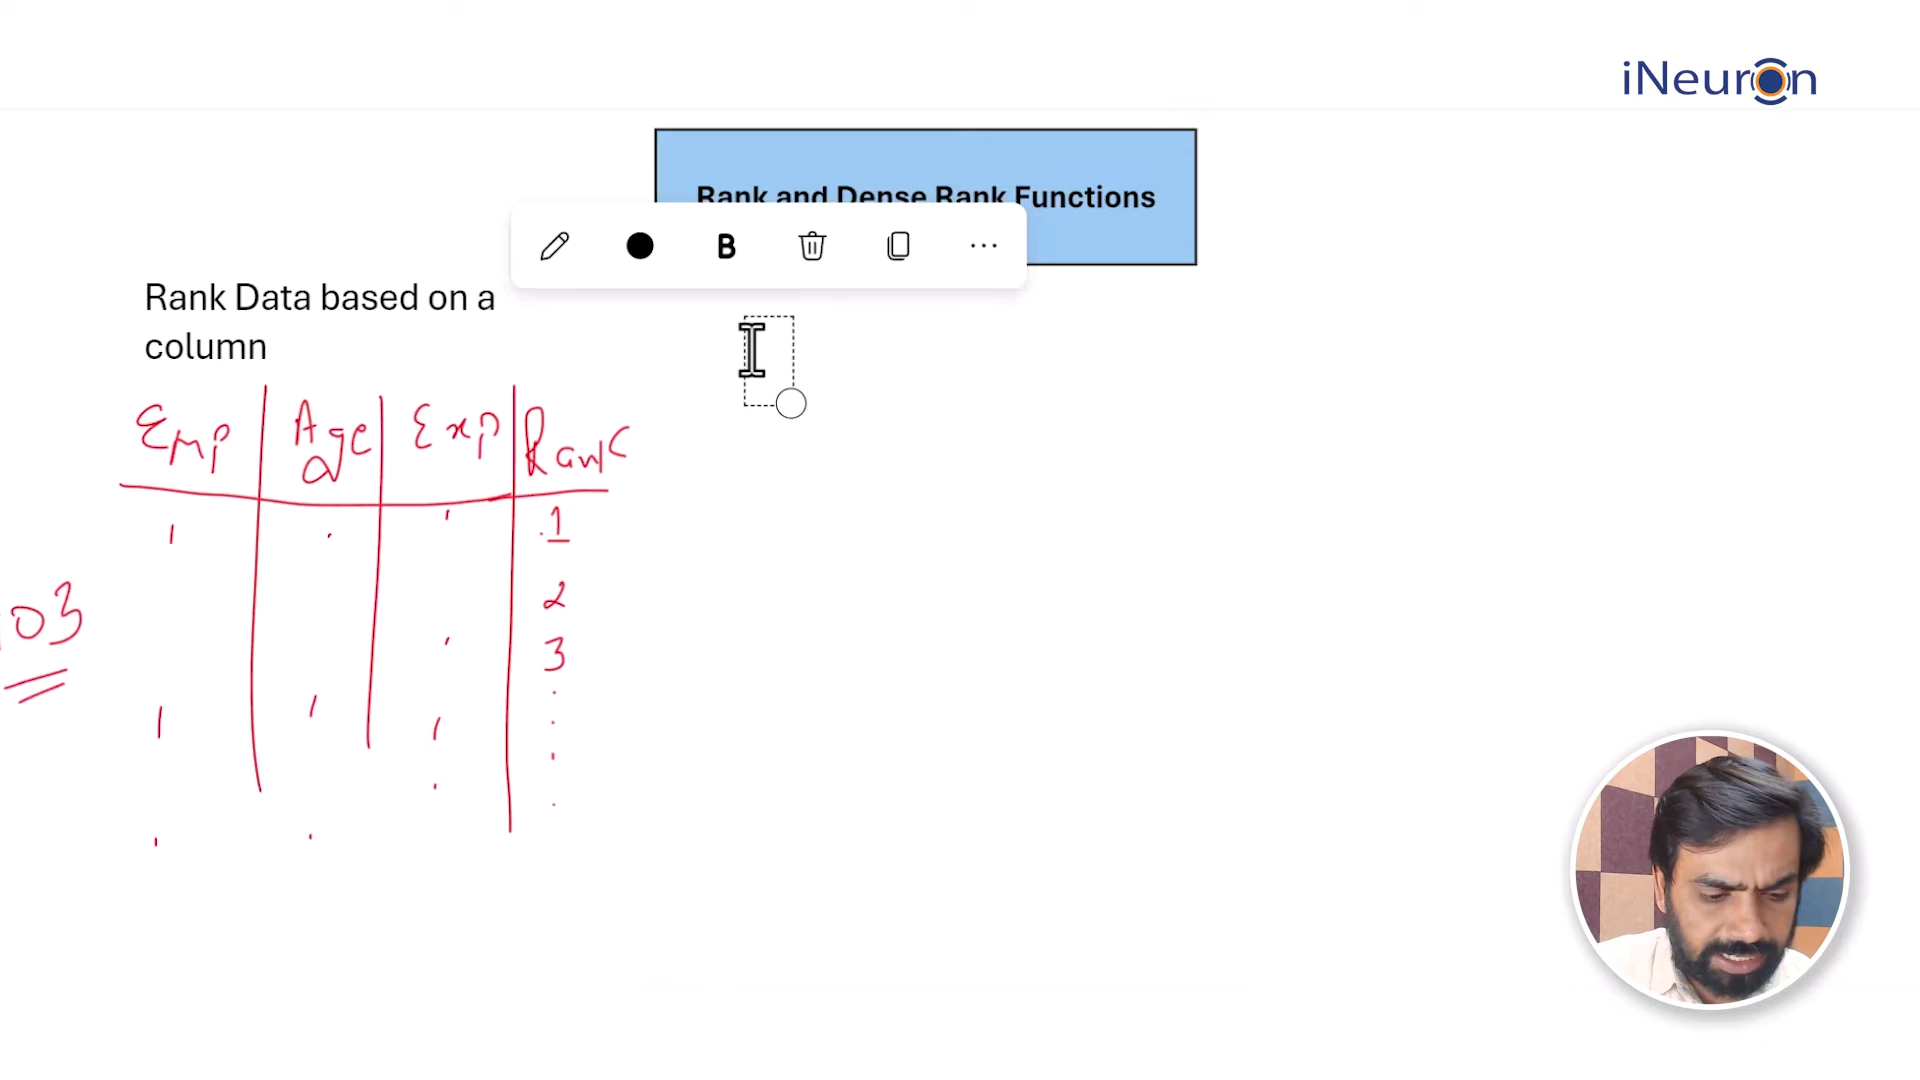 iNeuron
Rank and Dense Rank Functions
B
Rank Data based on a
column
Emp Age Exp Rank
1
2
3
03